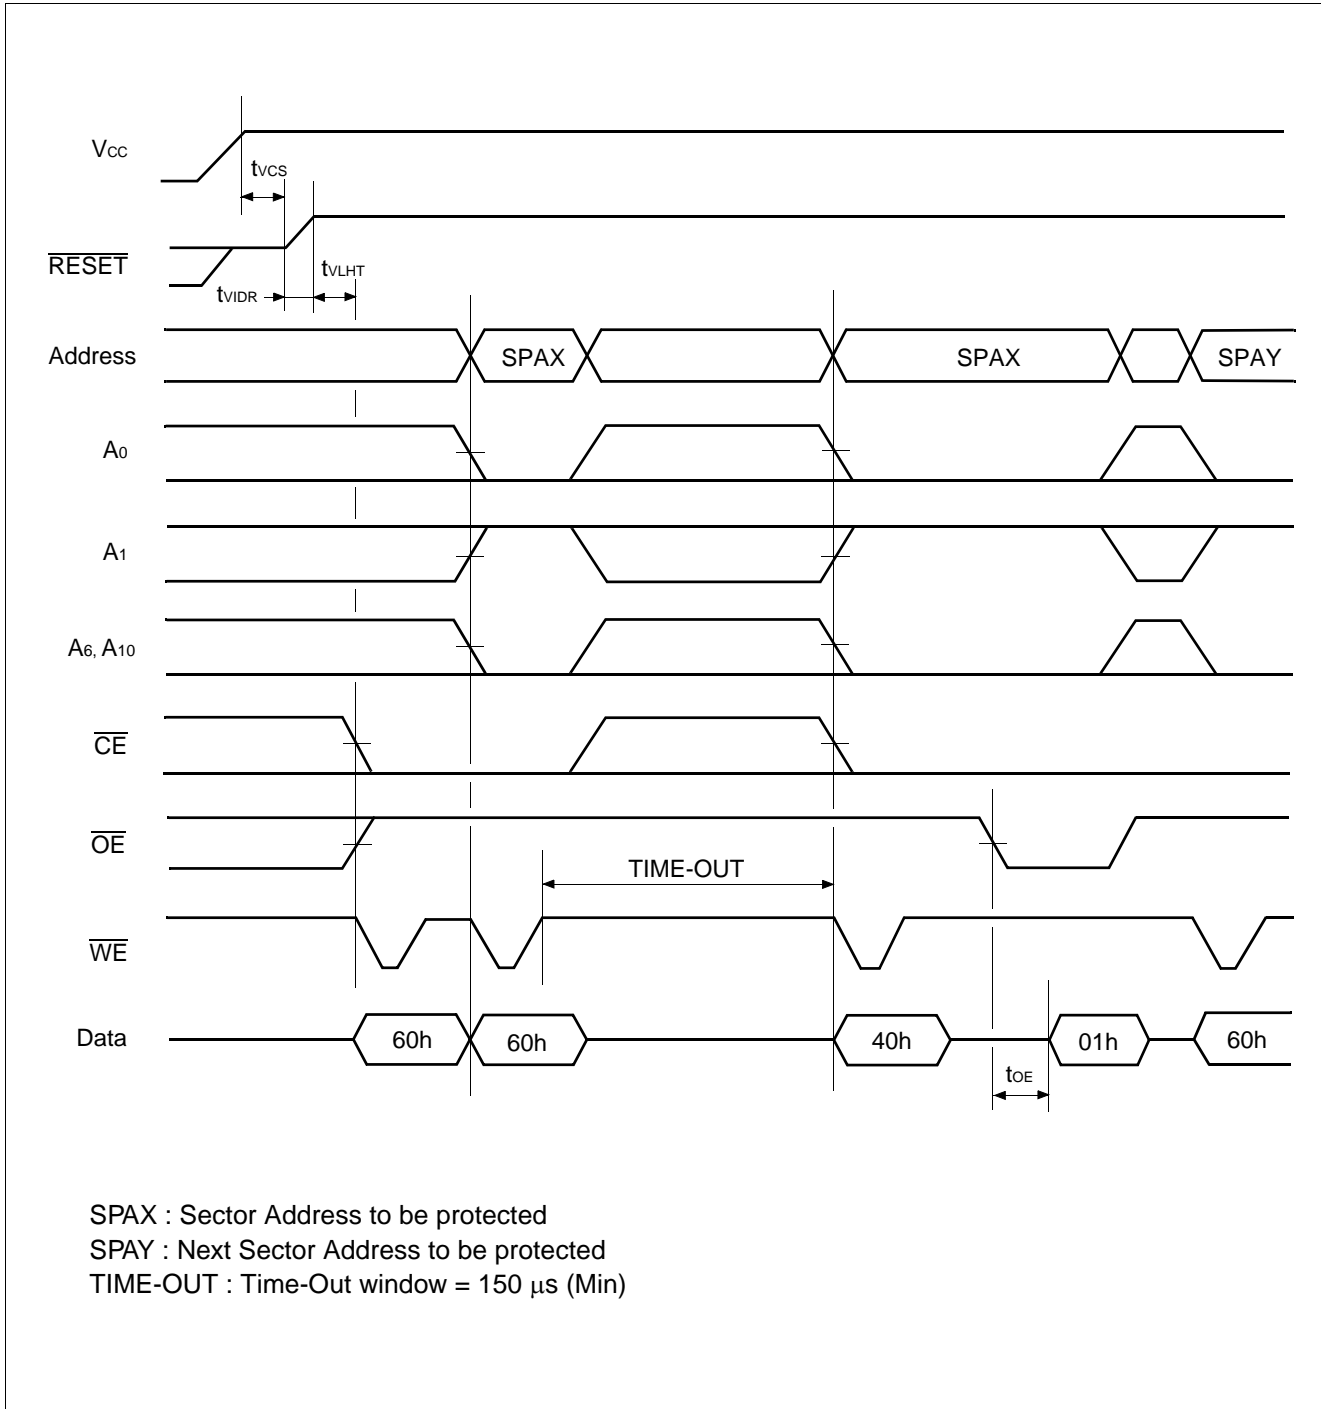 VCC
tVCS
RESET
tVLHT
tVIDR
Address
SPAX
SPAX
SPAY
A0
A1
A6, A10
CE
OE
TIME-OUT
WE
Data
60h
60h
40h
01h
60h
tOE
SPAX : Sector Address to be protected
SPAY : Next Sector Address to be protected
TIME-OUT : Time-Out window = 150 μs (Min)